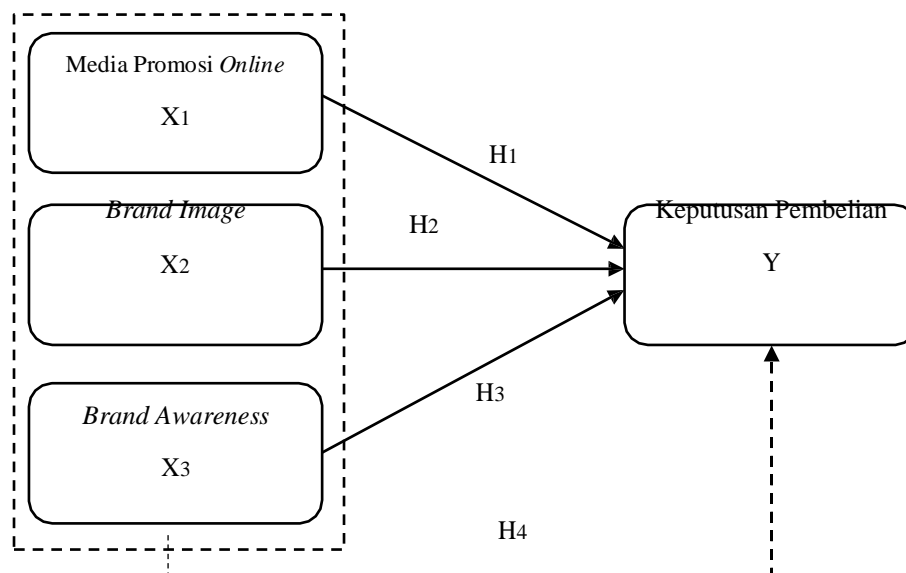 Media Promosi Online
X1
H1
Brand Image
X2
H2
Keputusan Pembelian
Y
Brand Awareness
X3
H3
H4